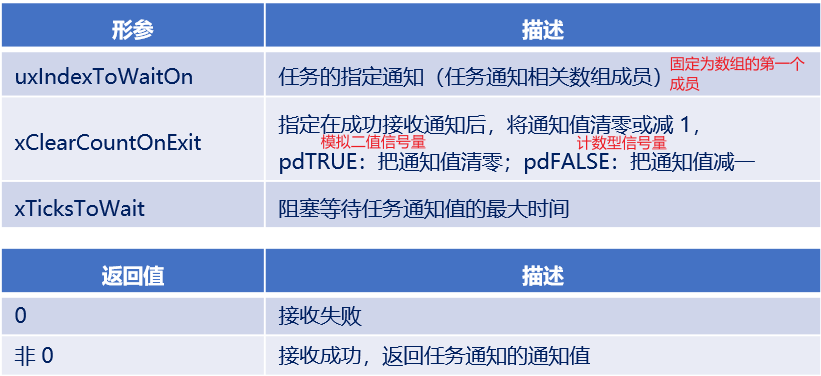 形参 描述
uxIndexToWaitOn 任务的指定通知（任务通知相关数组成员） 固定为数组的第一个
成员
xClearCountOnExit 指定在成功接收通知后，将通知值清零或减 1，
模拟二值信号量 计数型信号量
pdTRUE：把通知值清零；pdFALSE：把通知值减一
xTicksToWait 阻塞等待任务通知值的最大时间
返回值 描述
0 接收失败
非 0 接收成功，返回任务通知的通知值